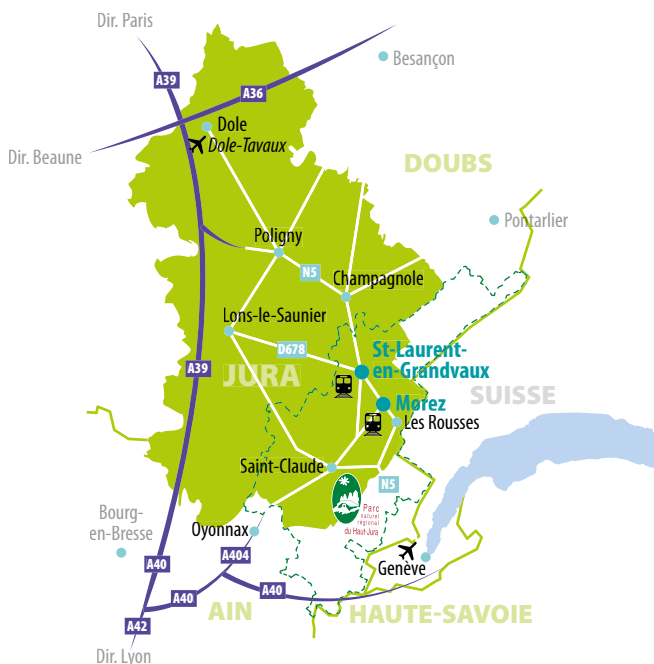 Dir. Paris
A39
Besançon
A36
Dole
Dole-Tavaux
Dir. Beaune
DOUBS
Pontarlier
Poligny
N5
Champagnole
Lons-le-Saunier
D678
St-Laurent-
en-Grandvaux
A39
JURA
SUISSE
Morez
Les Rousses
Saint-Claude
N5
Parc
naturel
régional
du Haut-Jura
Bourg-
en-Bresse
Oyonnax
A404
A40
Genève
A40
A40
AIN
HAUTE-SAVOIE
A42
Dir. Lyon